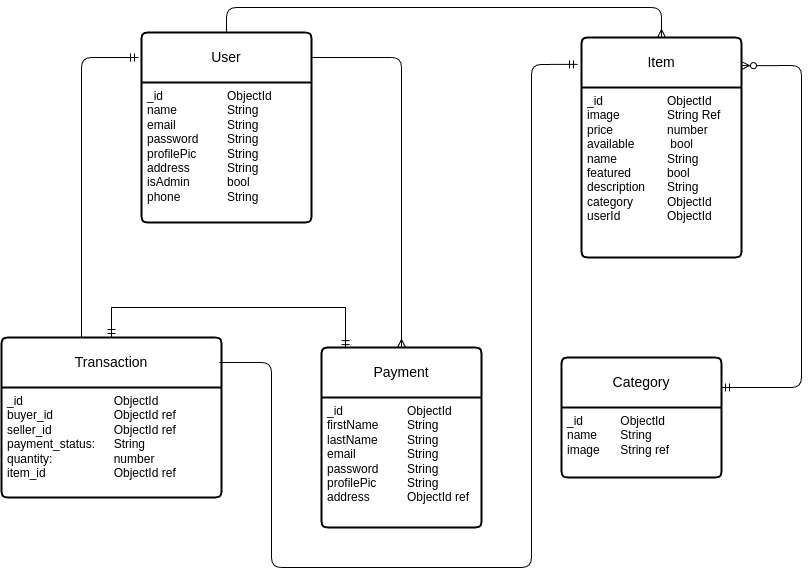 User
_id ObjectId
name String
email String
password String
profilePic String
address String
isAdmin bool
phone String
Item
_id ObjectId
image String Ref
price number
available bool
name String
featured bool
description String
category ObjectId
userId ObjectId
Transaction
_id ObjectId
buyer_id ObjectId ref
seller_id ObjectId ref
payment_status: String
quantity: number
item_id ObjectId ref
Payment
_id ObjectId
firstName String
lastName String
email String
password String
profilePic String
address ObjectId ref
Category
_id ObjectId
name String
image String ref